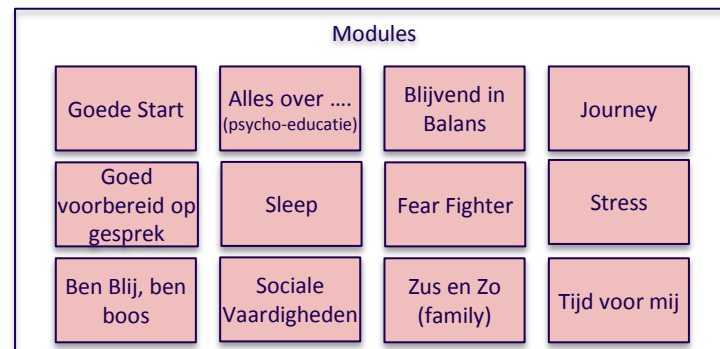 Modules
Goede Start
Alles over ....
(psycho-educatie)
Blijvend in
Balans
Journey
Goed
voorbereid op
gesprek
Sleep
Fear Fighter
Stress
Ben Blij, ben
boos
Sociale
Vaardigheden
Zus en Zo
(family)
Tijd voor mij